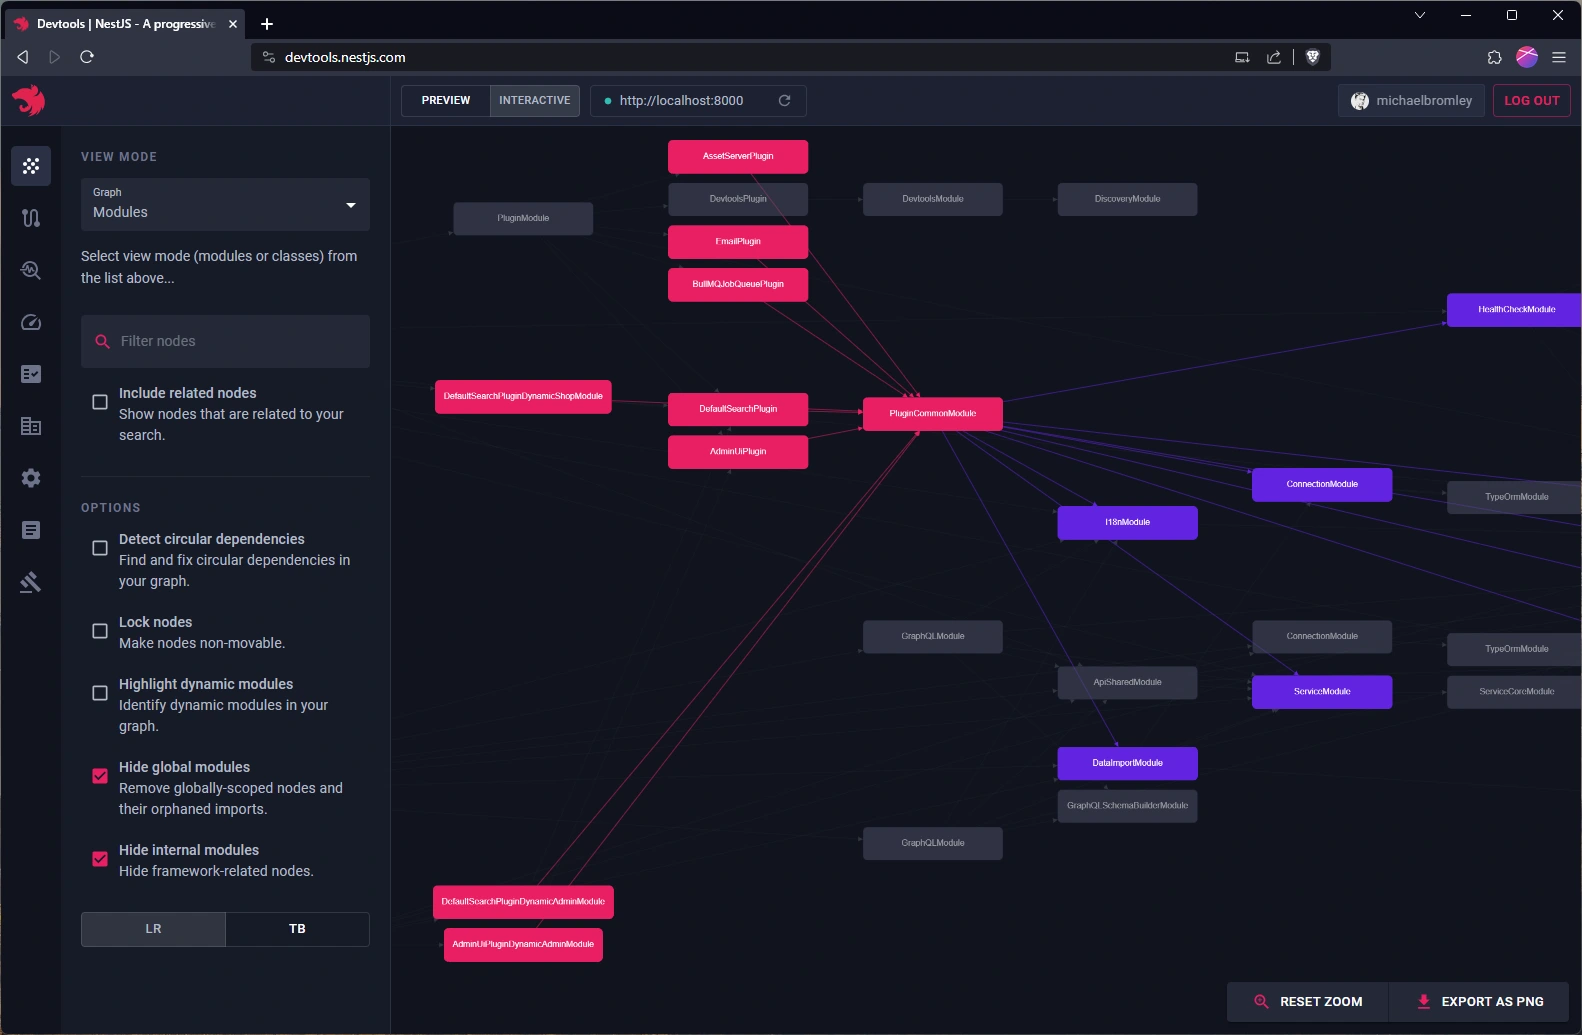 Devtools | NestJS - A progressive
devtools.nestjs.com
PREVIEW
INTERACTIVE
http://localhost:8000
michaelbromley
LOG OUT
VIEW MODE
Graph
Modules
Select view mode (modules or classes) from
the list above...
Filter nodes
Include related nodes
Show nodes that are related to your
search.
OPTIONS
Detect circular dependencies
Find and fix circular dependencies in
your graph.
Lock nodes
Make nodes non-movable.
Highlight dynamic modules
Identify dynamic modules in your
graph.
Hide global modules
Remove globally-scoped nodes and
their orphaned imports.
Hide internal modules
Hide framework-related nodes.
LR
TB
AssetServerPlugin
DevtoolsPlugin
DevtoolsModule
DiscoveryModule
PluginModule
EmailPlugin
BullMQJobQueuePlugin
HealthCheckModule
DefaultSearchPluginDynamicShopModule
DefaultSearchPlugin
PluginCommonModule
AdminUiPlugin
ConnectionModule
TypeOrmModule
I18nModule
GraphQLModule
ConnectionModule
TypeOrmModule
ApiSharedModule
ServiceModule
ServiceCoreModule
DataImportModule
GraphQLSchemaBuilderModule
GraphQLModule
DefaultSearchPluginDynamicAdminModule
AdminUiPluginDynamicAdminModule
RESET ZOOM
EXPORT AS PNG